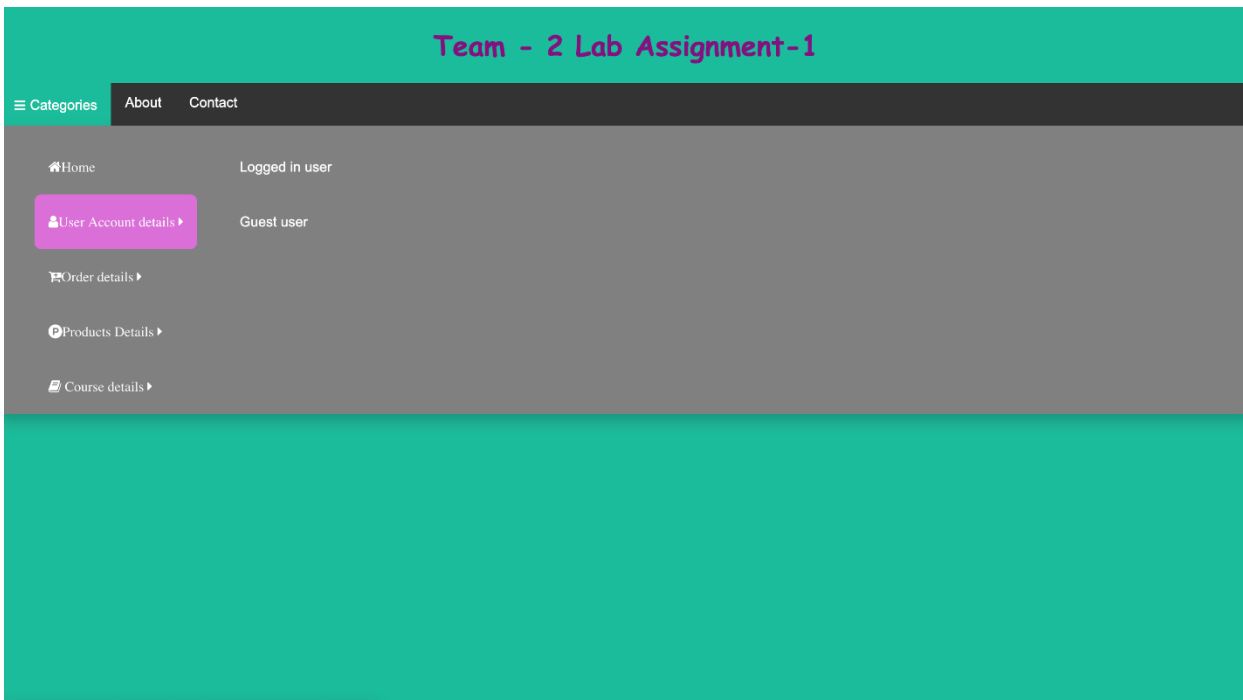 Team - 2 Lab Assignment-1
Categories About Contact
Home
User Account details
Order details
Products Details
Course details
Logged in user
Guest user